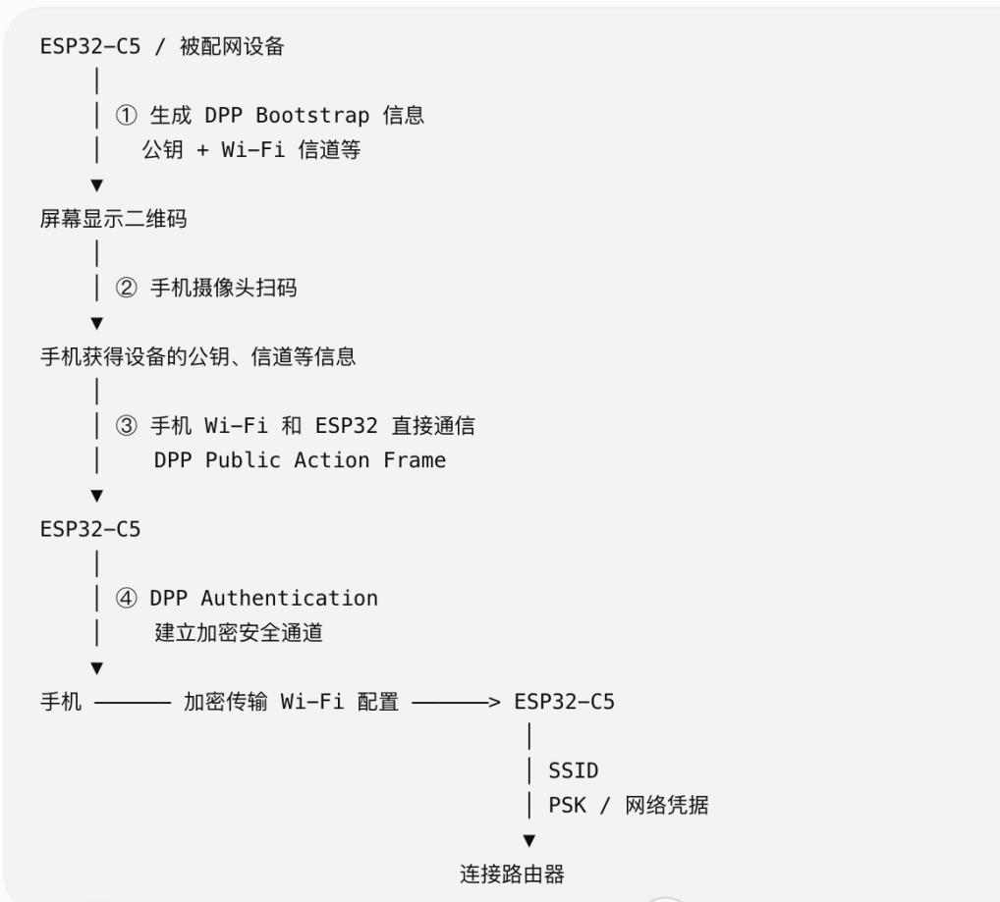 ESP32-C5 / 被配网设备
① 生成 DPP Bootstrap 信息
公钥 + Wi-Fi 信道等
屏幕显示二维码
② 手机摄像头扫码
手机获得设备的公钥、信道等信息
③ 手机 Wi-Fi 和 ESP32 直接通信
DPP Public Action Frame
ESP32-C5
④ DPP Authentication
建立加密安全通道
手机 ——— 加密传输 Wi-Fi 配置 ———> ESP32-C5
SSID
PSK / 网络凭据
连接路由器